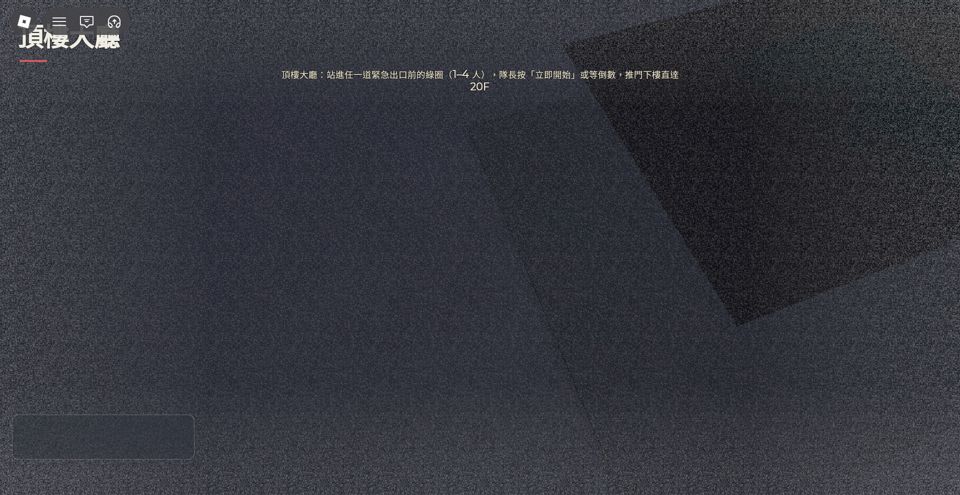 頂樓大廳
頂樓大廳：站進任一道緊急出口前的綠圈（1–4 人），隊長按「立即開始」或等倒數，推門下樓直達
20F